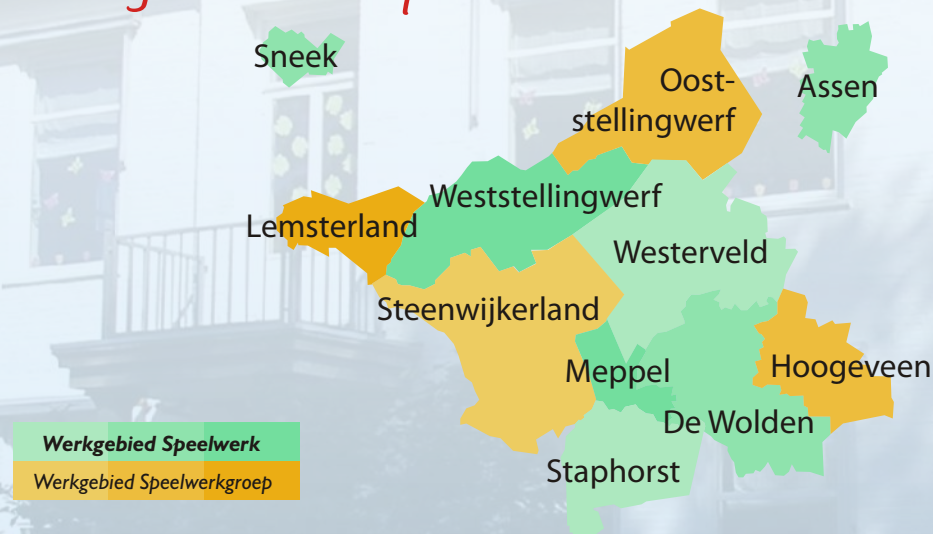 Sneek
Oost-
stellingwerf
Assen
Weststellingwerf
Lemsterland
Westerveld
Steenwijkerland
Meppel
Hoogeveen
De Wolden
Staphorst
Werkgebied Speelwerk
Werkgebied Speelwerkgroep